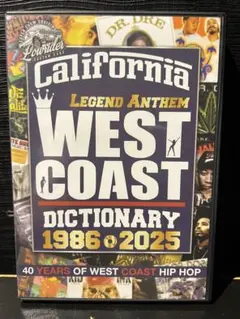 Lowrider
DR. DRE
California
LEGEND ANTHEM
WEST
COAST
DICTIONARY
1986 2025
40 YEARS OF WEST COAST HIP HOP